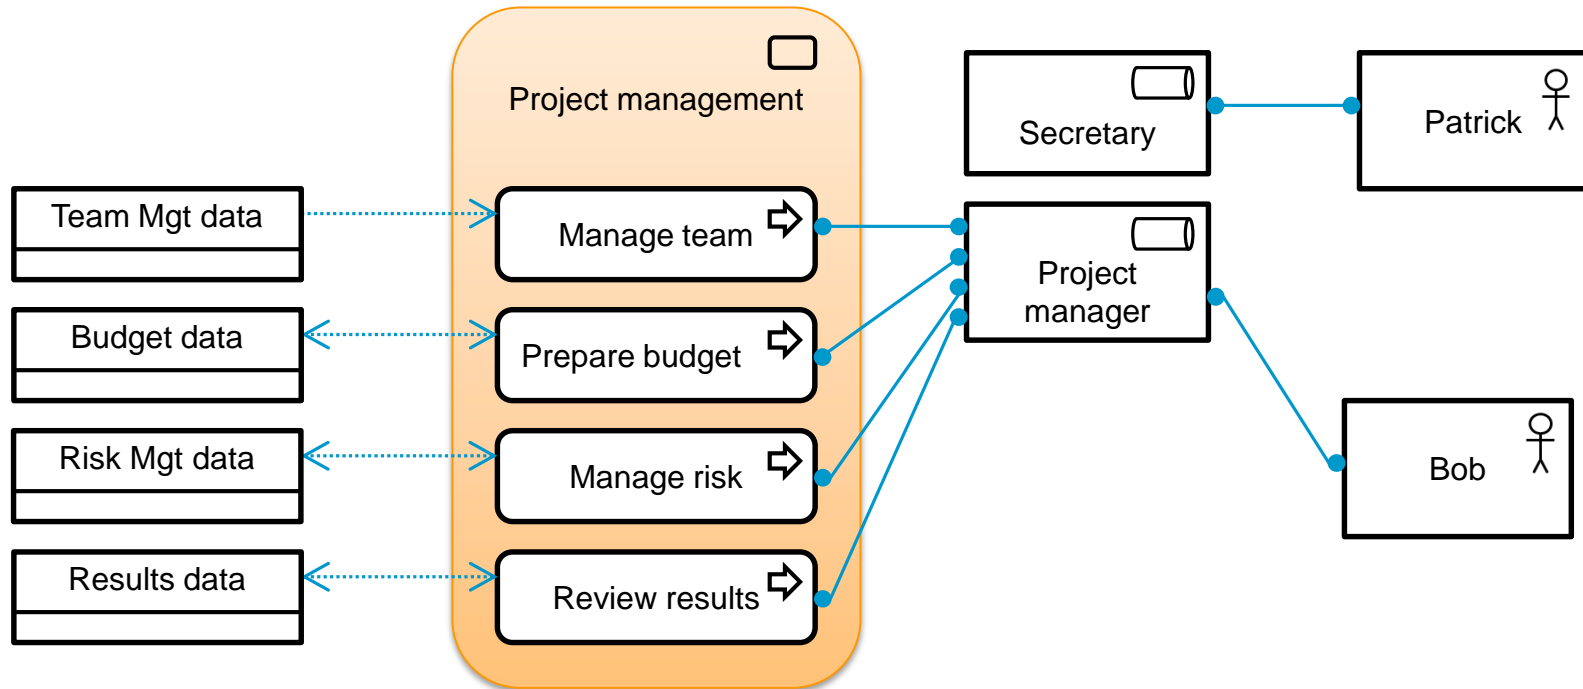 Project management
Secretary
Patrick
Team Mgt data
Manage team
Project
manager
Budget data
Prepare budget
Risk Mgt data
Manage risk
Bob
Results data
Review results